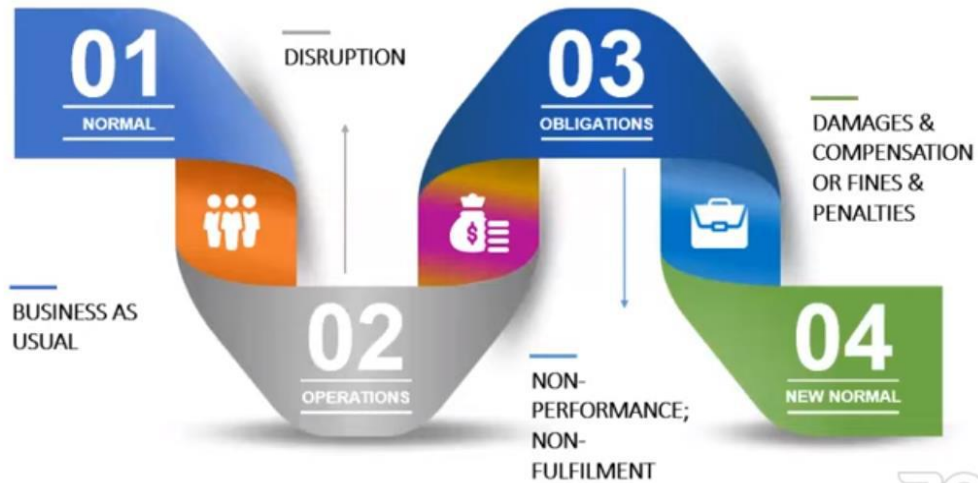 01
NORMAL
BUSINESS AS
USUAL
02
OPERATIONS
DISRUPTION
03
OBLIGATIONS
NON-
PERFORMANCE;
NON-
FULFILMENT
04
NEW NORMAL
DAMAGES &
COMPENSATION
OR FINES &
PENALTIES
$